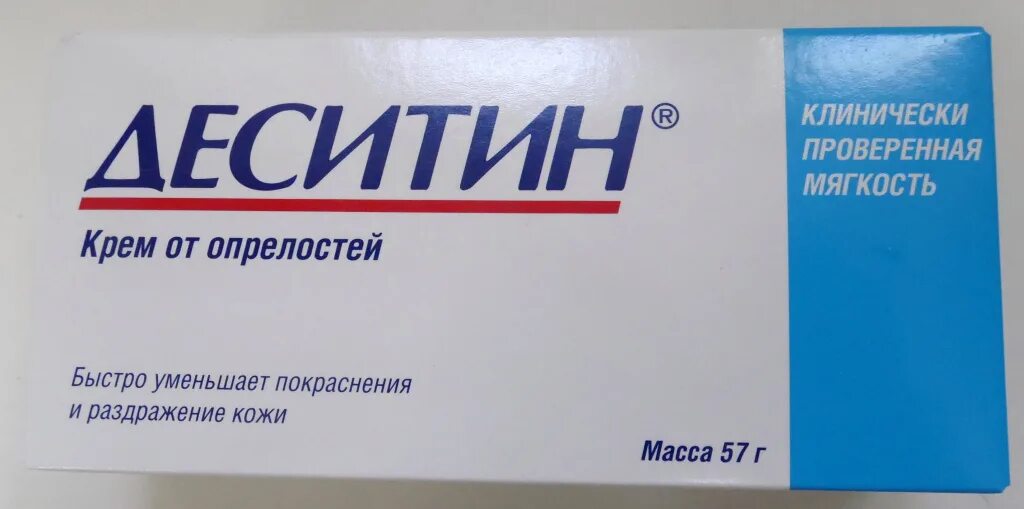 ДЕСИТИН®
Крем от опрелостей
Быстро уменьшает покраснения
и раздражение кожи
Масса 57 г
КЛИНИЧЕСКИ
ПРОВЕРЕННАЯ
МЯГКОСТЬ